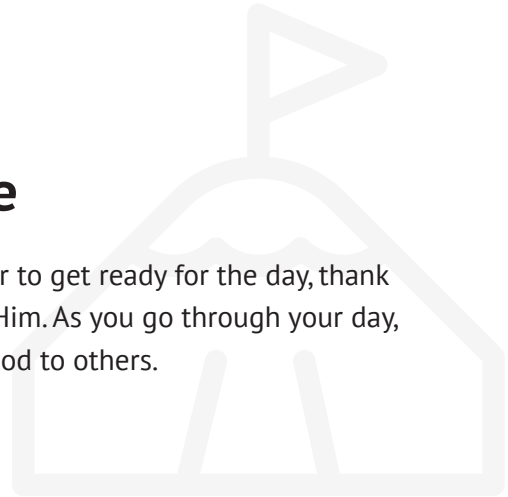 e
r to get ready for the day, thank
Him. As you go through your day,
od to others.